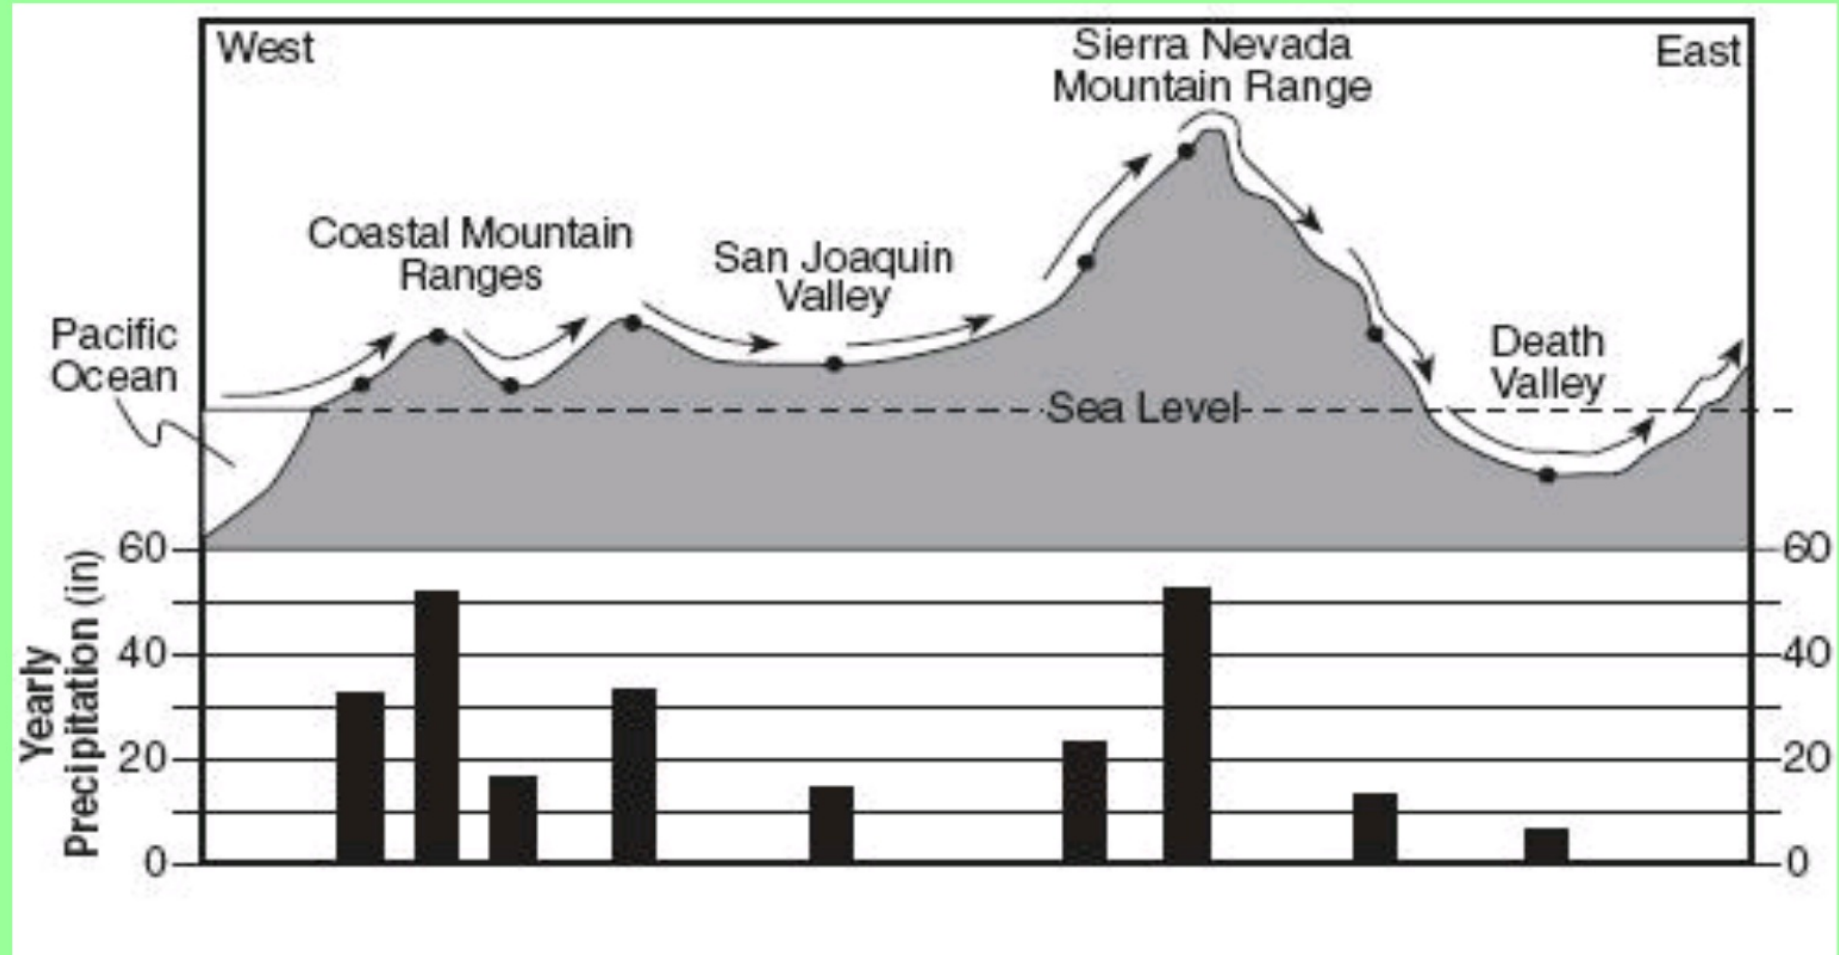 West
Sierra Nevada
Mountain Range
East
Coastal Mountain
Ranges
San Joaquin
Valley
Pacific
Ocean
Death
Valley
Sea Level
60
60
40
40
20
20
0
0
Yearly
Precipitation (in)